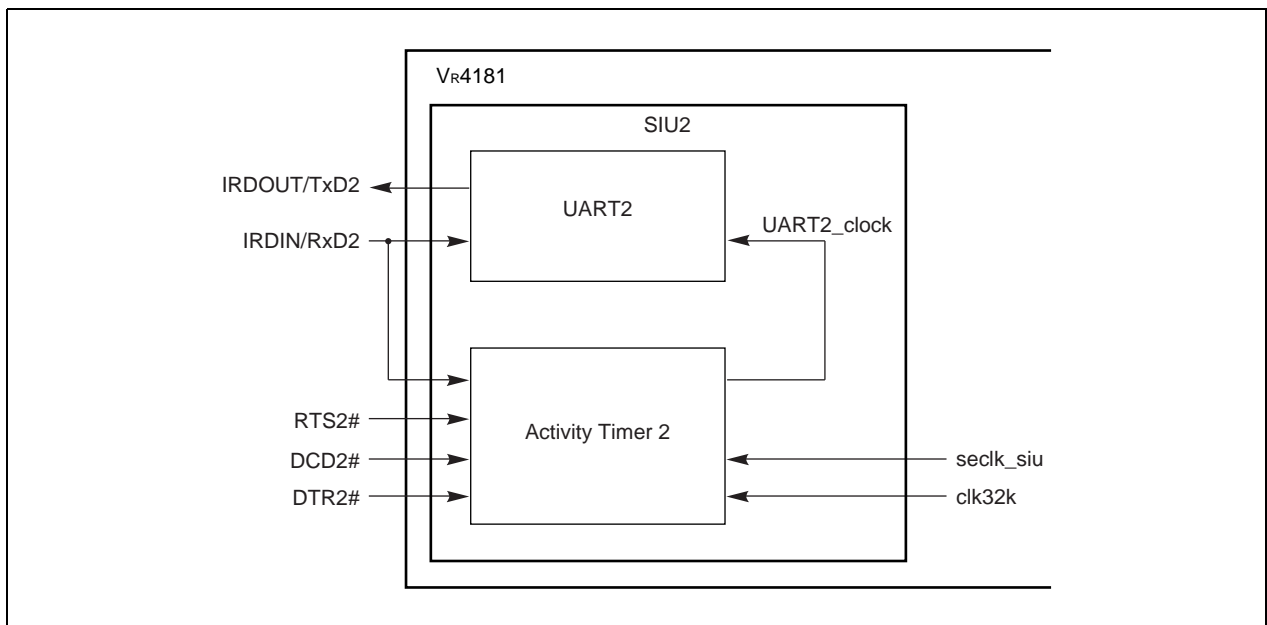 VR4181
SIU2
IRDOUT/TxD2
UART2
UART2_clock
IRDIN/RxD2
RTS2#
Activity Timer 2
DCD2#
seclk_siu
DTR2#
clk32k